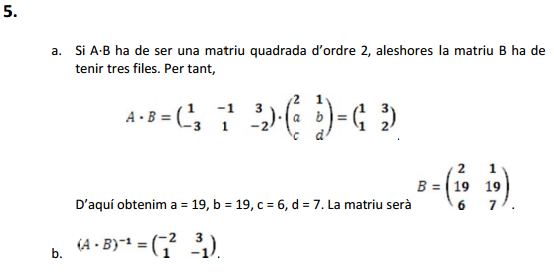 5.
a. Si A·B ha de ser una matriu quadrada d'ordre 2, aleshores la matriu B ha de
tenir tres files. Per tant,
A · B = (1 −1 3; −3 1 −2) · (2 1; a b; c d) = (1 3; 1 2).
D'aquí obtenim a = 19, b = 19, c = 6, d = 7. La matriu serà B = (2 1; 19 19; 6 7).
b. (A · B)⁻¹ = (−2 3; 1 −1).